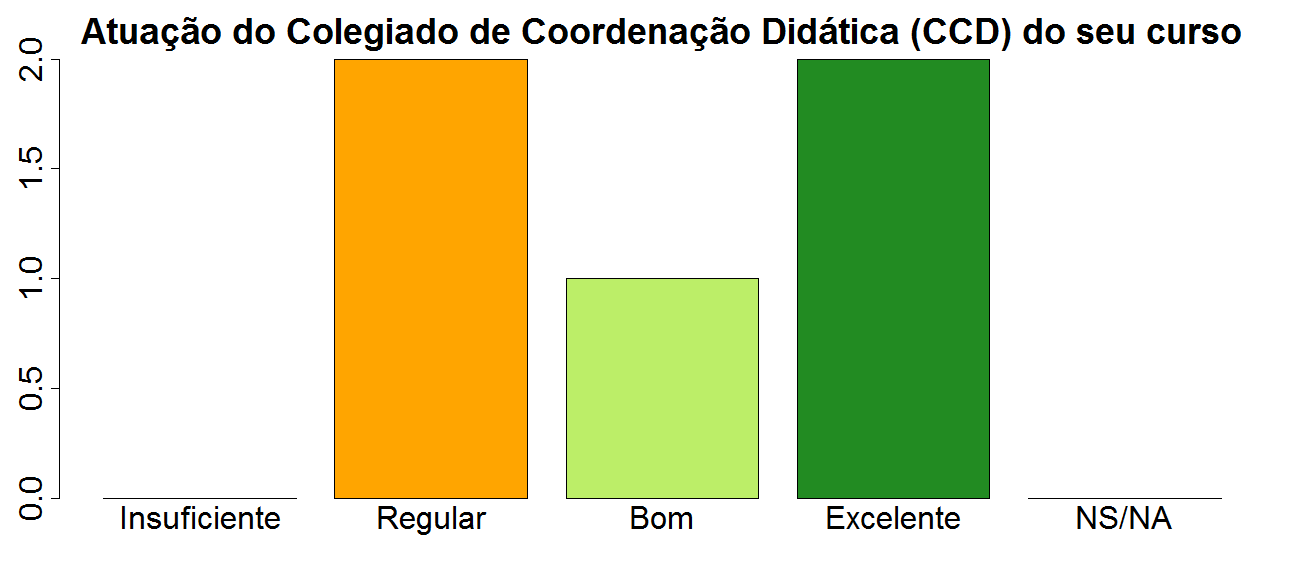 Atuação do Colegiado de Coordenação Didática (CCD) do seu curso
2.0
1.5
1.0
0.5
0.0
Insuficiente Regular Bom Excelente NS/NA